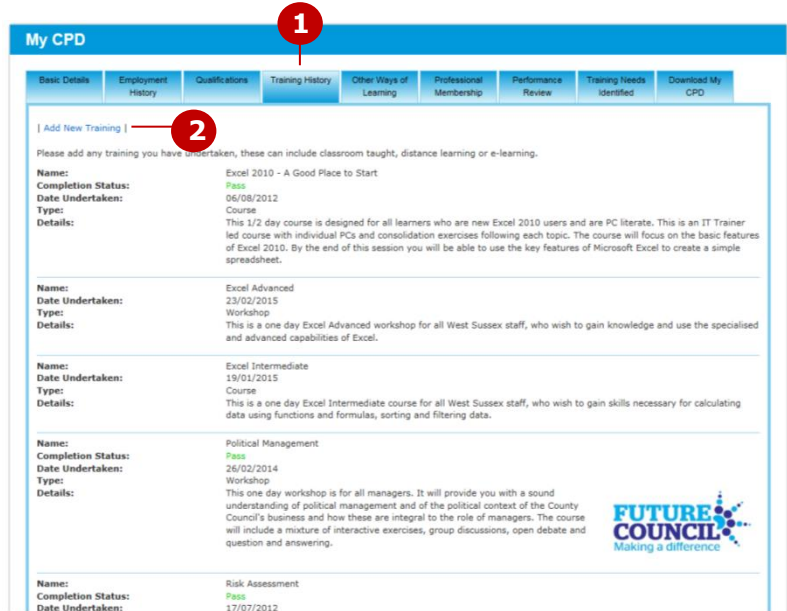 1
My CPD
Basic Details
Employment
History
Qualifications
Training History
Other Ways of
Learning
Professional
Membership
Performance
Review
Training Needs
Identified
Download My
CPD
| Add New Training |
2
Please add any training you have undertaken, these can include classroom taught, distance learning or e-learning.
Name: Excel 2010 - A Good Place to Start
Completion Status: Pass
Date Undertaken: 06/08/2012
Type: Course
Details: This 1/2 day course is designed for all learners who are new Excel 2010 users and are PC literate. This is an IT Trainer
led course with individual PCs and consolidation exercises following each topic. The course will focus on the basic features
of Excel 2010. By the end of this session you will be able to use the key features of Microsoft Excel to create a simple
spreadsheet.
Name: Excel Advanced
Date Undertaken: 23/02/2015
Type: Workshop
Details: This is a one day Excel Advanced workshop for all West Sussex staff, who wish to gain knowledge and use the specialised
and advanced capabilities of Excel.
Name: Excel Intermediate
Date Undertaken: 19/01/2015
Type: Course
Details: This is a one day Excel Intermediate course for all West Sussex staff, who wish to gain skills necessary for calculating
data using functions and formulas, sorting and filtering data.
Name: Political Management
Completion Status: Pass
Date Undertaken: 26/02/2014
Type: Workshop
Details: This one day workshop is for all managers. It will provide you with a sound
understanding of political management and of the political context of the County
Council's business and how these are integral to the role of managers. The course
will include a mixture of interactive exercises, group discussions, open debate and
question and answering.
FUTURE
COUNCIL
Making a difference
Name: Risk Assessment
Completion Status: Pass
Date Undertaken: 17/07/2012